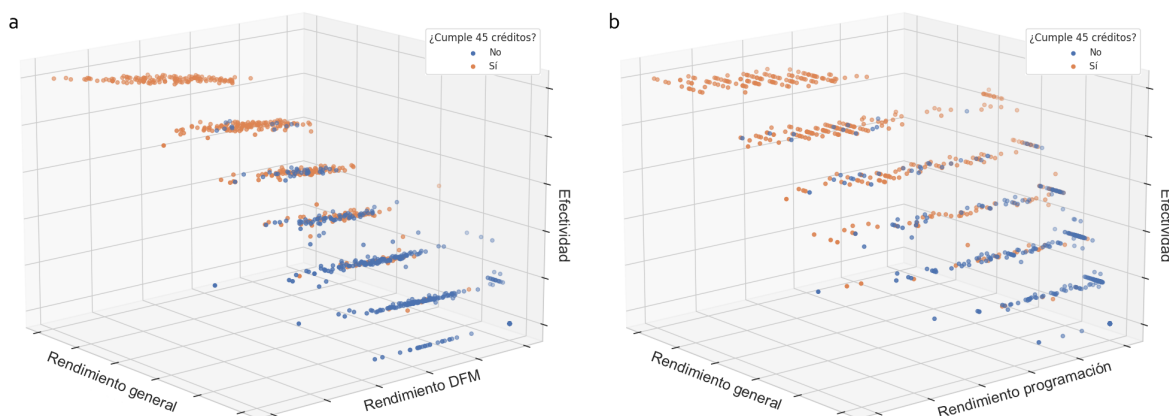 a
¿Cumple 45 créditos?
No
Sí
Efectividad
Rendimiento general
Rendimiento DFM
b
¿Cumple 45 créditos?
No
Sí
Efectividad
Rendimiento general
Rendimiento programación